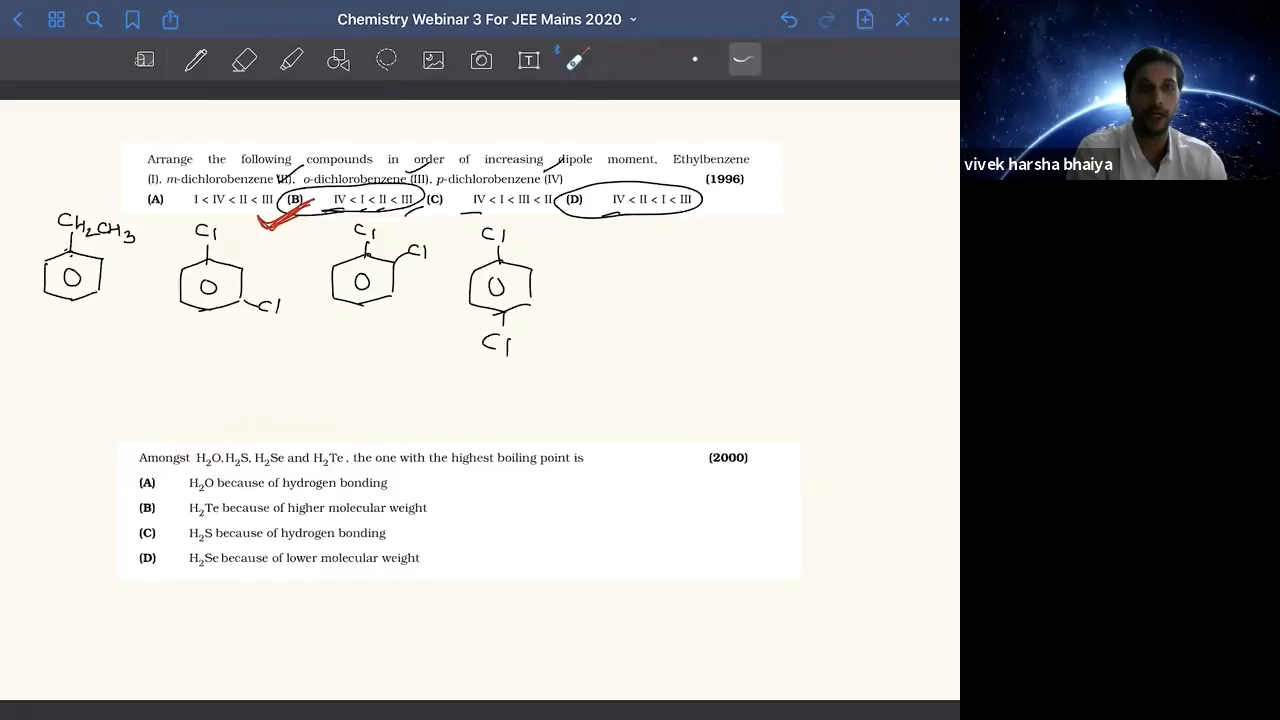 Chemistry Webinar 3 For JEE Mains 2020
T
vivek harsha bhaiya
Arrange the following compounds in order of increasing dipole moment, Ethylbenzene
(I), m-dichlorobenzene (II), o-dichlorobenzene (III), p-dichlorobenzene (IV) (1996)
(A) I < IV < II < III (B) IV < I < II < III (C) IV < I < III < II (D) IV < II < I < III
CH2CH3 Cl Cl Cl Cl
Cl
Cl
Amongst H2O, H2S, H2Se and H2Te, the one with the highest boiling point is (2000)
(A) H2O because of hydrogen bonding
(B) H2Te because of higher molecular weight
(C) H2S because of hydrogen bonding
(D) H2Se because of lower molecular weight